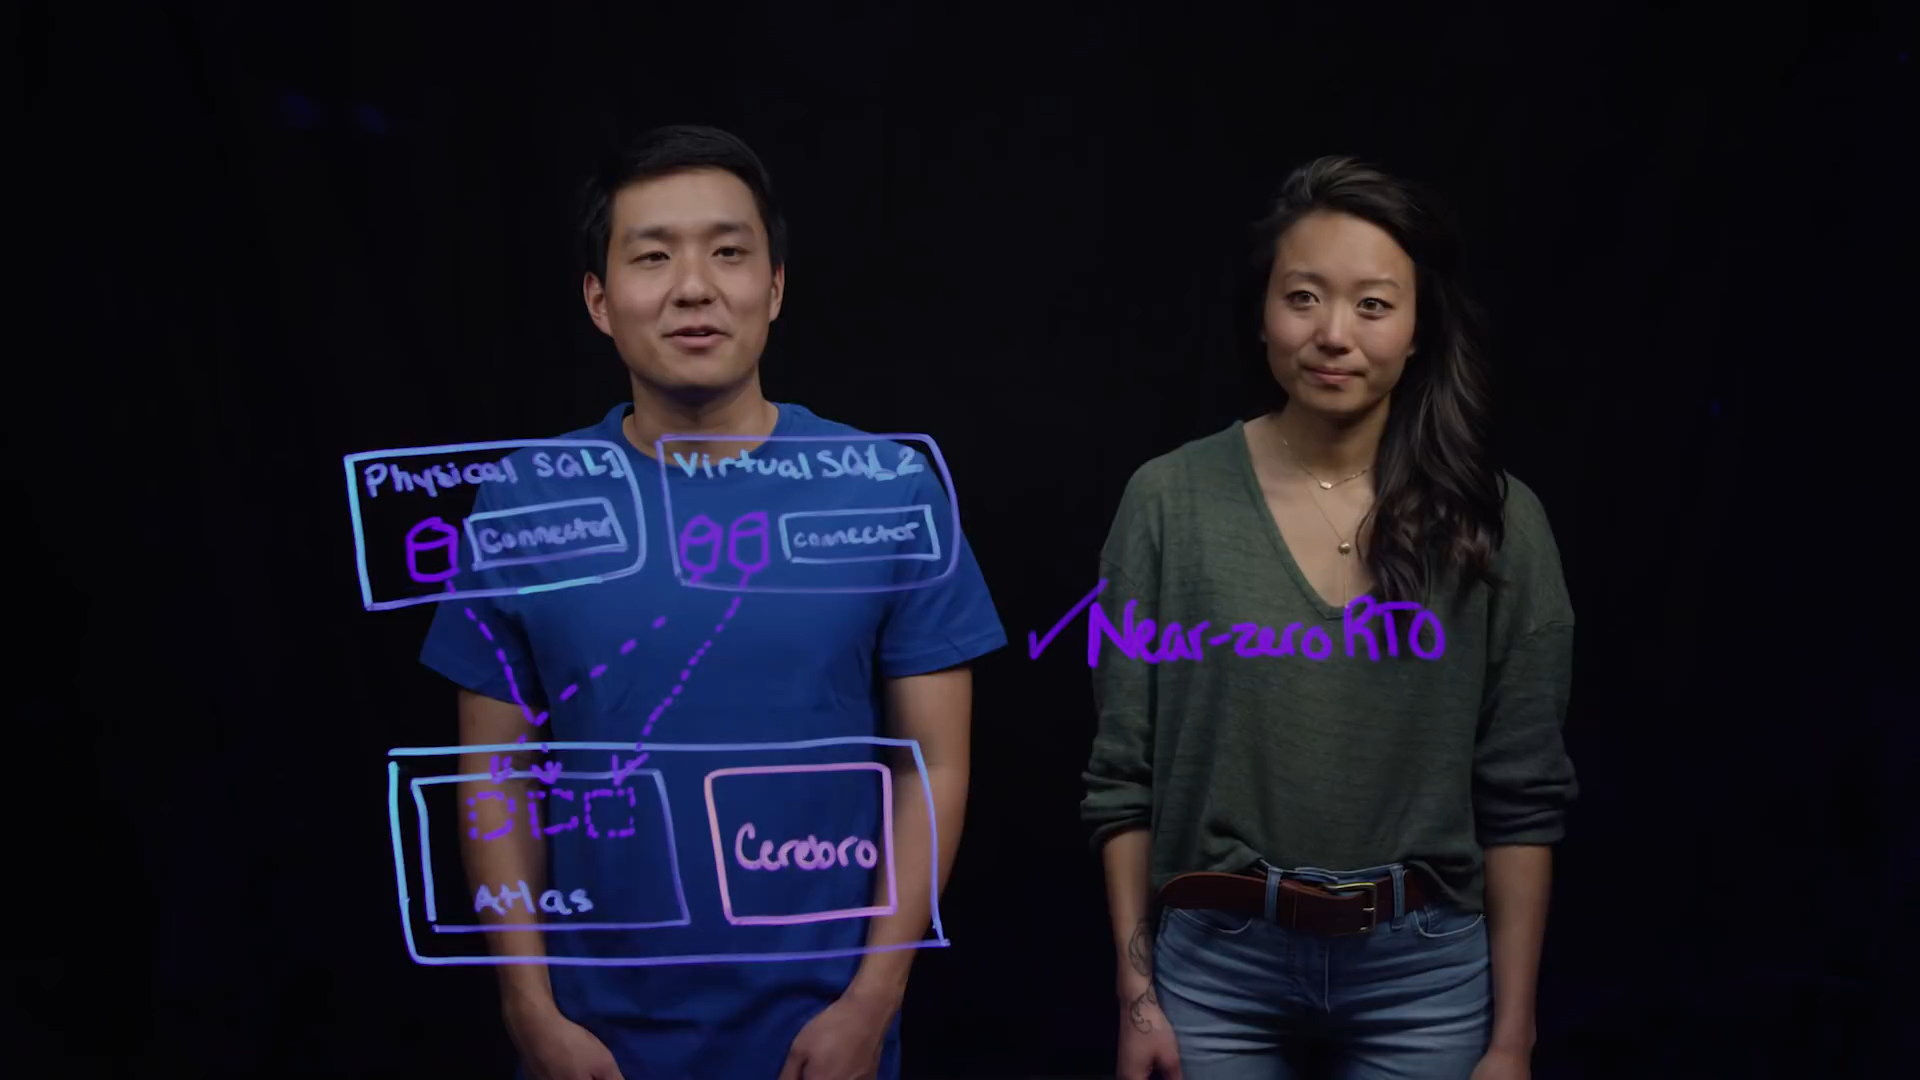 Physical SQL1
Connector
Virtual SQL2
connector
✓ Near-zero RTO
Atlas
Cerebro